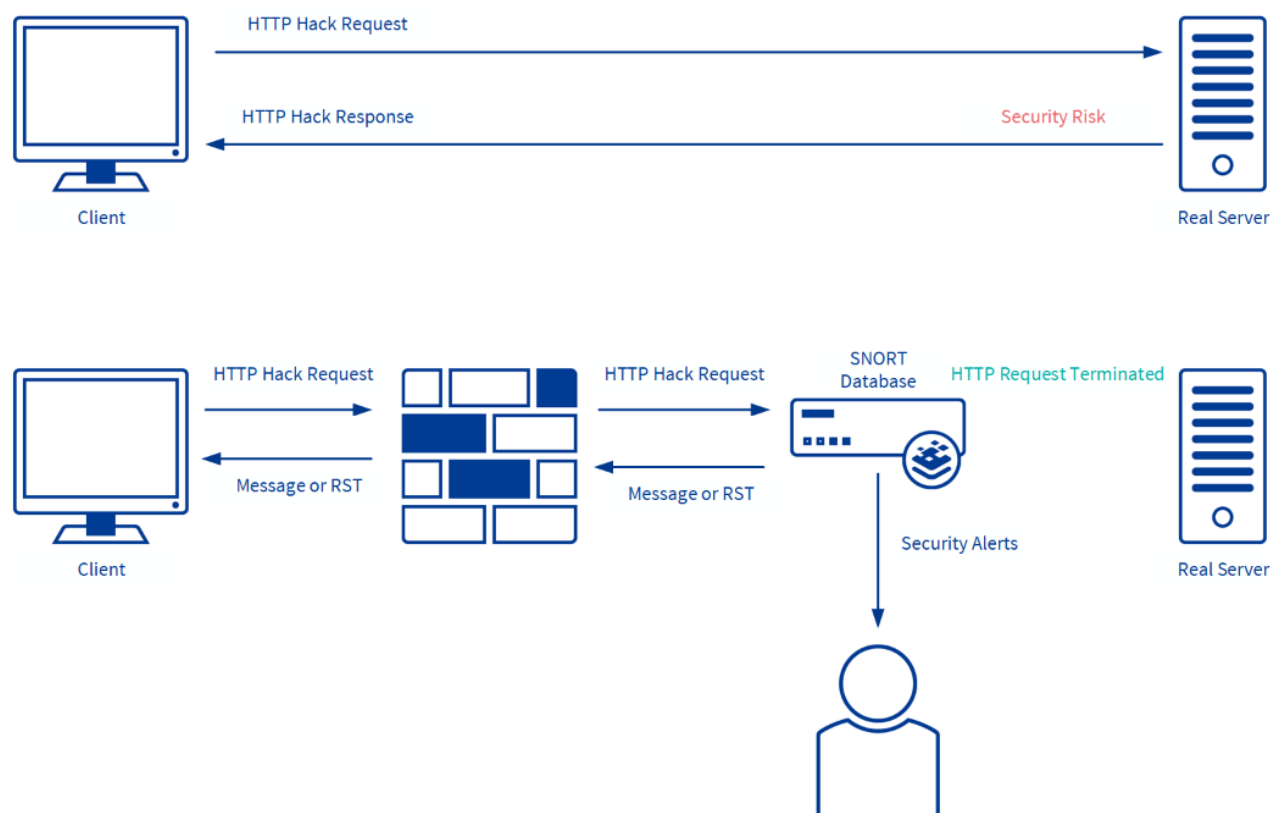 HTTP Hack Request
HTTP Hack Response
Security Risk
Client
Real Server
SNORT
Database
HTTP Hack Request
HTTP Hack Request
HTTP Request Terminated
Message or RST
Message or RST
Security Alerts
Client
Real Server